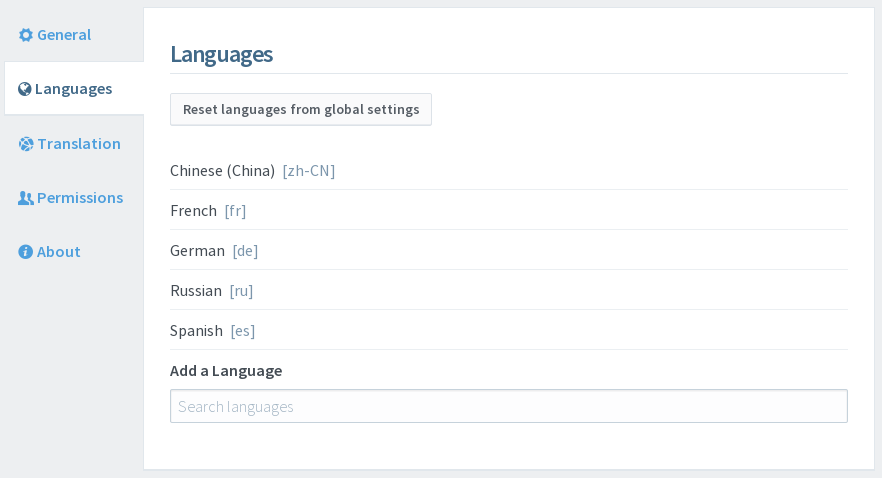 General
Languages
Translation
Permissions
About
Languages
Reset languages from global settings
Chinese (China) [zh-CN]
French [fr]
German [de]
Russian [ru]
Spanish [es]
Add a Language
Search languages